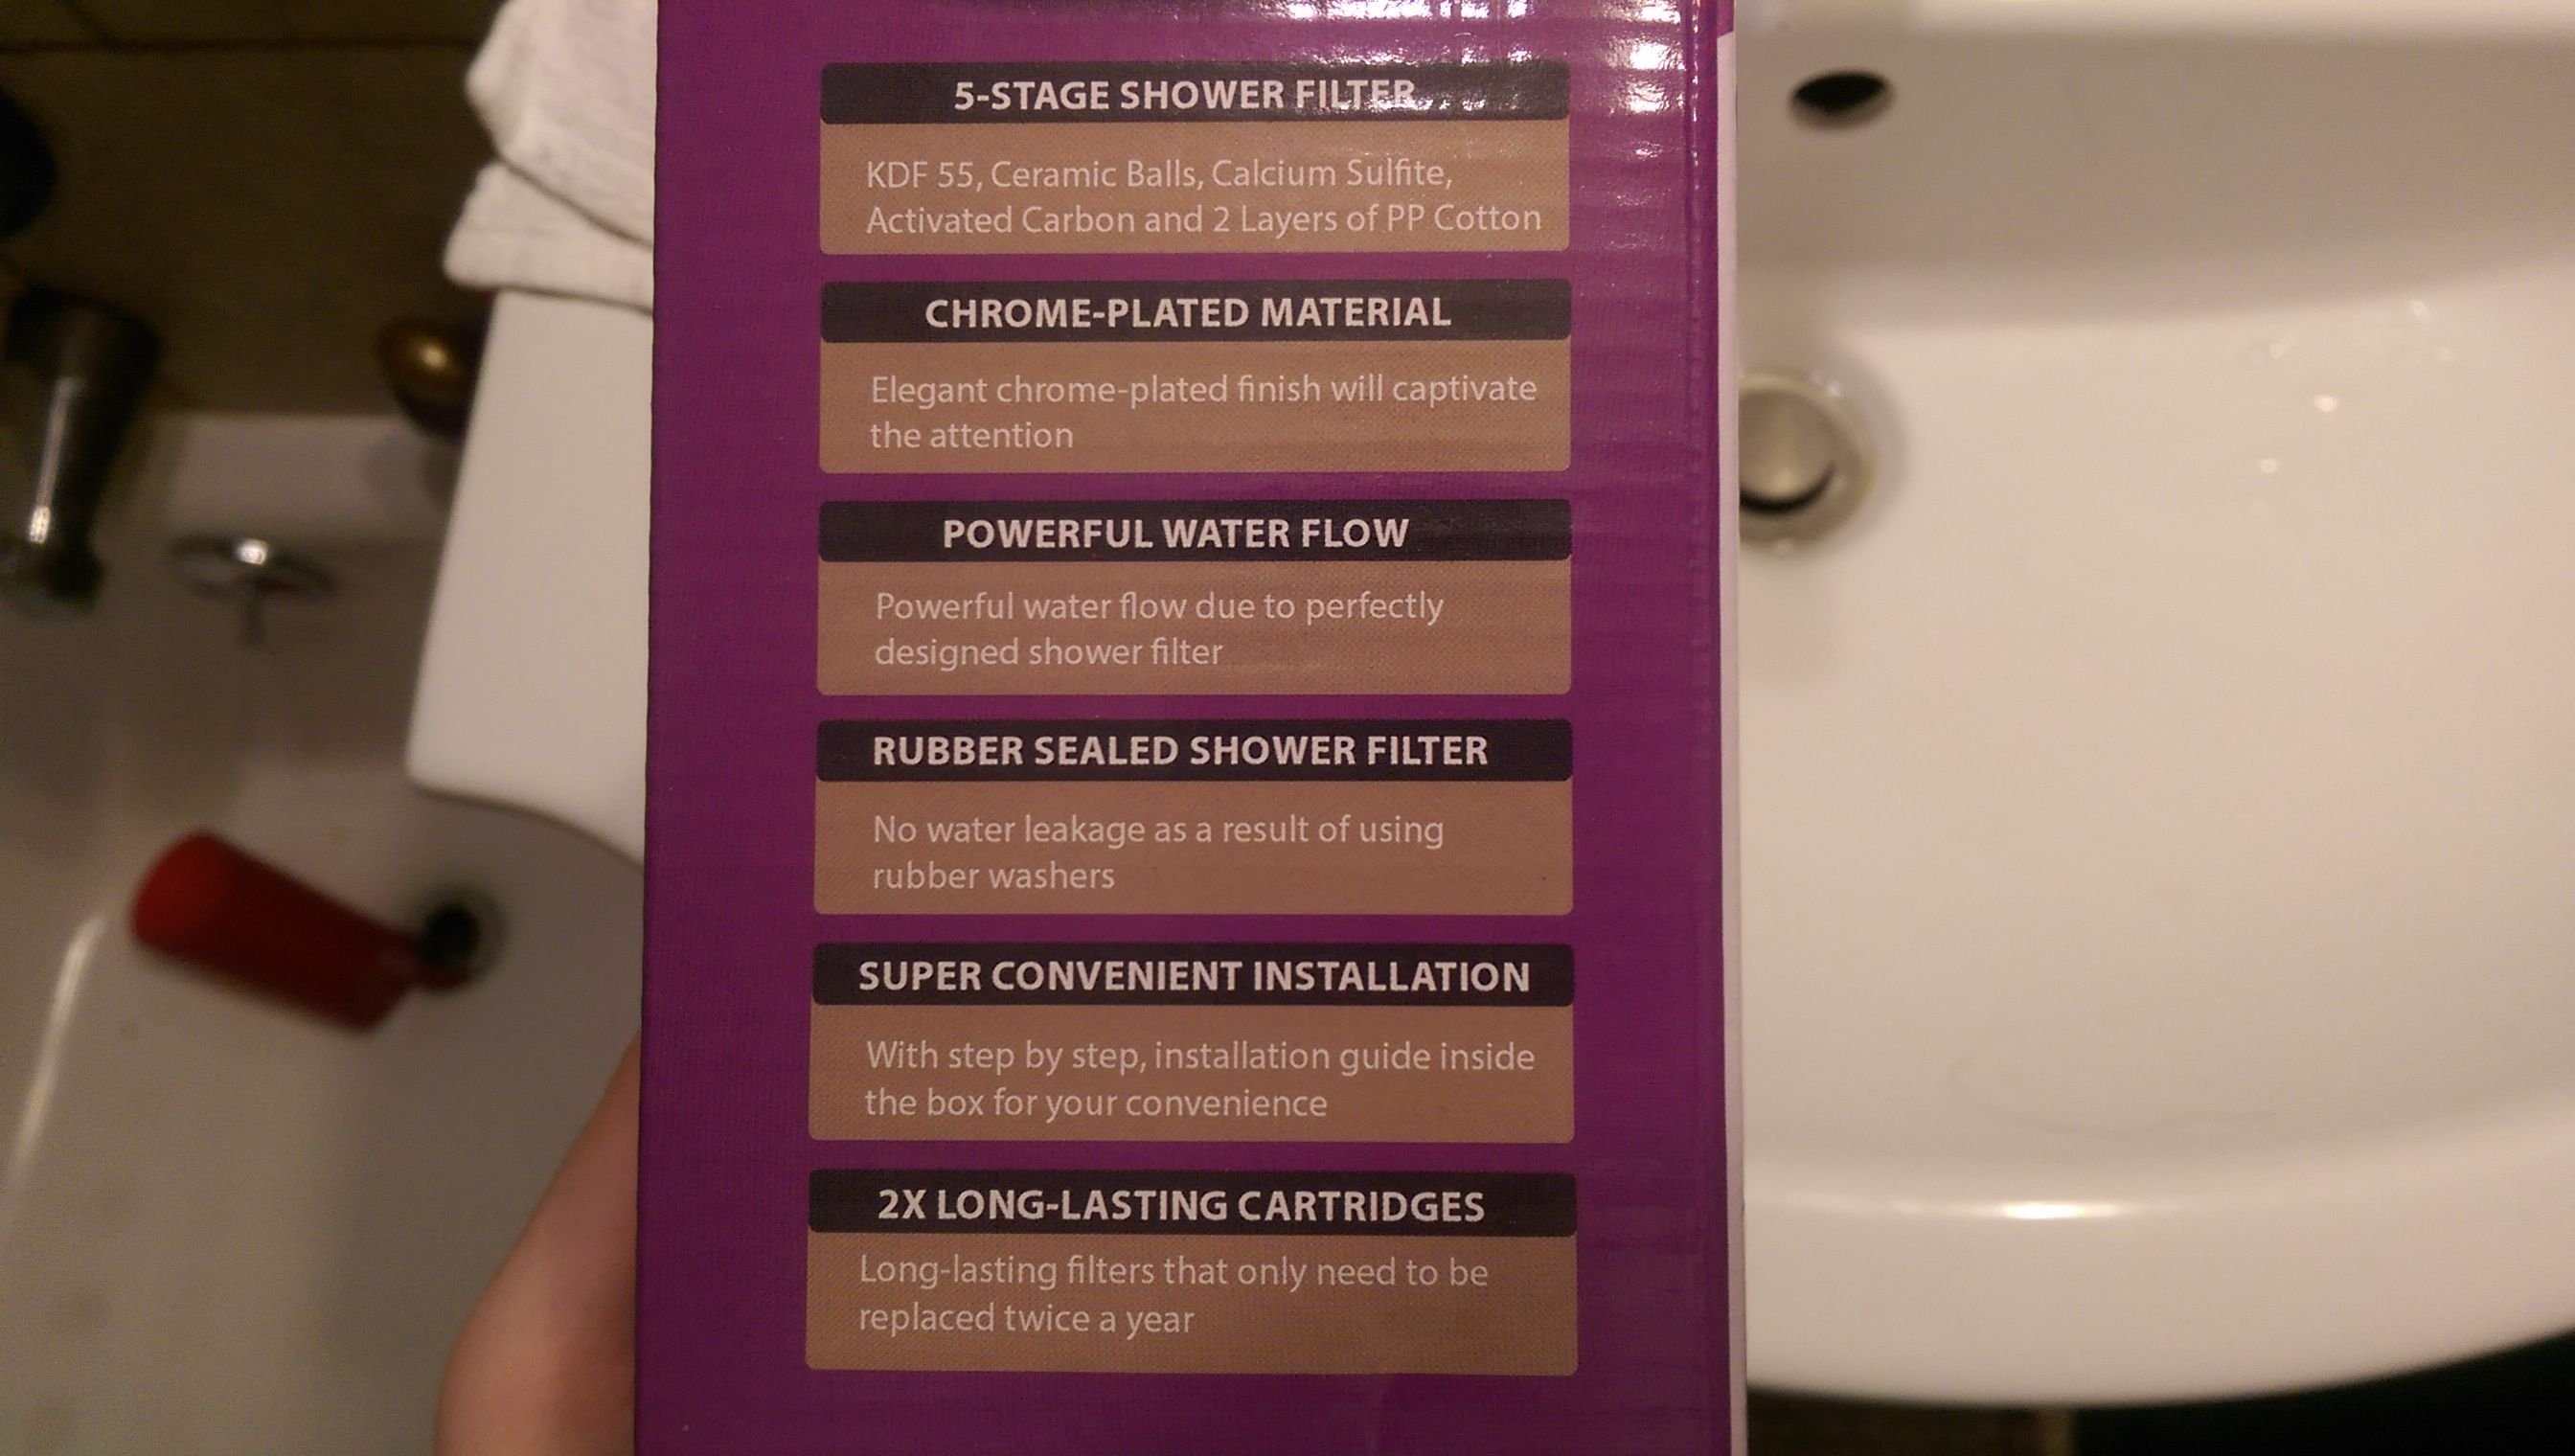 5-STAGE SHOWER FILTER
KDF 55, Ceramic Balls, Calcium Sulfite,
Activated Carbon and 2 Layers of PP Cotton
CHROME-PLATED MATERIAL
Elegant chrome-plated finish will captivate
the attention
POWERFUL WATER FLOW
Powerful water flow due to perfectly
designed shower filter
RUBBER SEALED SHOWER FILTER
No water leakage as a result of using
rubber washers
SUPER CONVENIENT INSTALLATION
With step by step, installation guide inside
the box for your convenience
2X LONG-LASTING CARTRIDGES
Long-lasting filters that only need to be
replaced twice a year